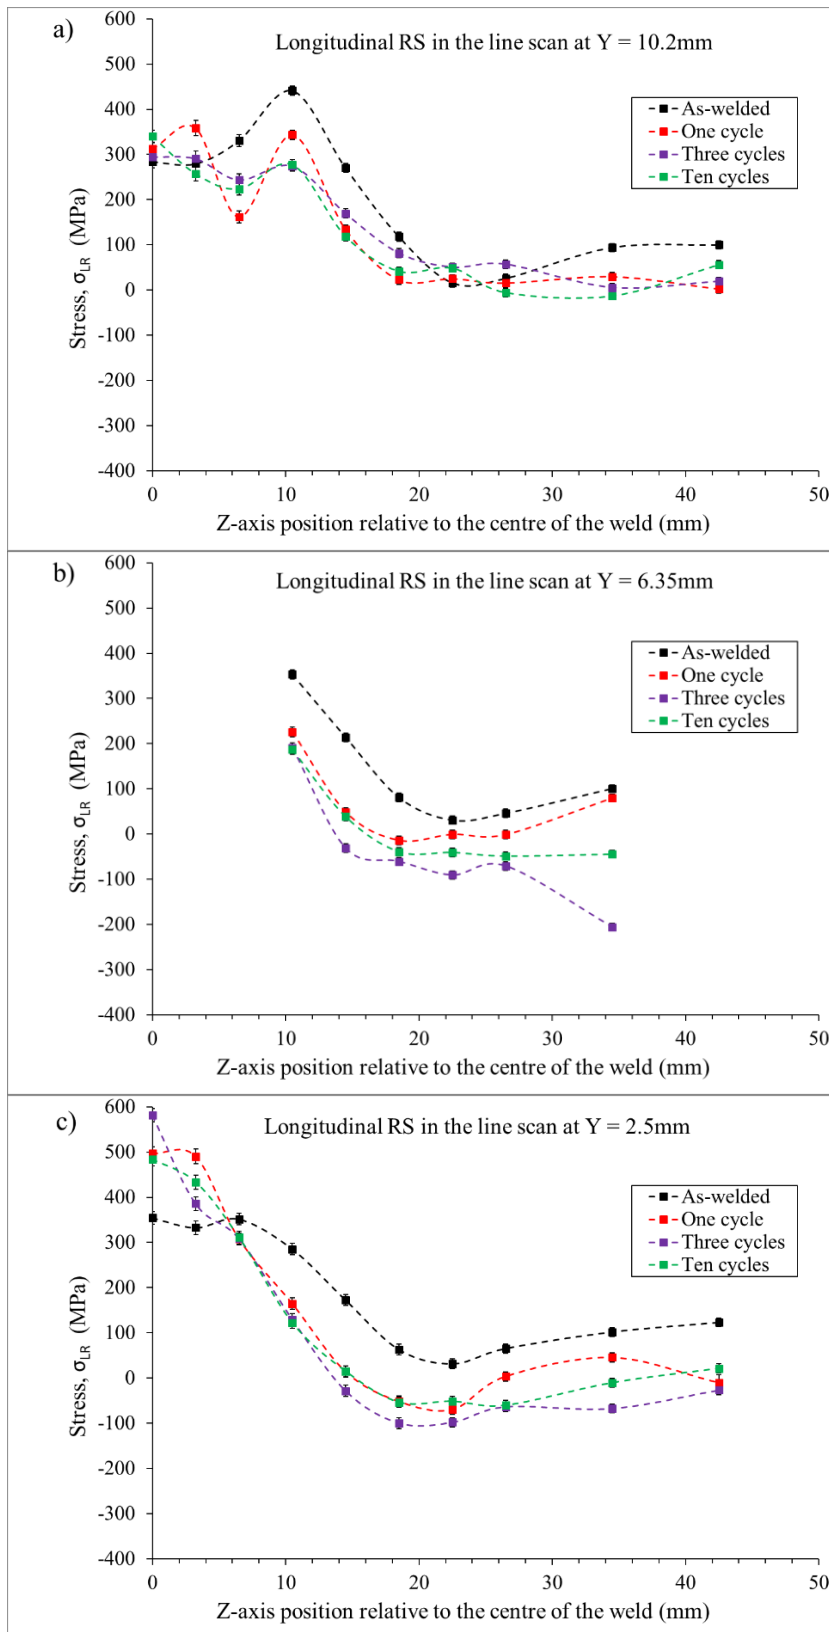 a)
Longitudinal RS in the line scan at Y = 10.2mm
600
500
400
300
200
100
0
-100
-200
-300
-400
Stress, σLR (MPa)
As-welded
One cycle
Three cycles
Ten cycles
0 10 20 30 40 50
Z-axis position relative to the centre of the weld (mm)
b)
Longitudinal RS in the line scan at Y = 6.35mm
600
500
400
300
200
100
0
-100
-200
-300
-400
Stress, σLR (MPa)
As-welded
One cycle
Three cycles
Ten cycles
0 10 20 30 40 50
Z-axis position relative to the centre of the weld (mm)
c)
Longitudinal RS in the line scan at Y = 2.5mm
600
500
400
300
200
100
0
-100
-200
-300
-400
Stress, σLR (MPa)
As-welded
One cycle
Three cycles
Ten cycles
0 10 20 30 40 50
Z-axis position relative to the centre of the weld (mm)